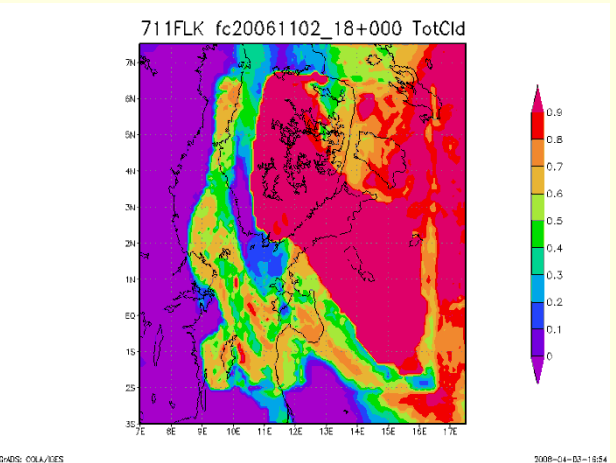 711FLK fc20061102_18+000 TotCld
7N
6N
5N
4N
3N
2N
1N
EQ
1S
2S
3S
7E 8E 9E 10E 11E 12E 13E 14E 15E 16E 17E
0.9
0.8
0.7
0.6
0.5
0.4
0.3
0.2
0.1
0
GrADS: COLA/IGES 2008-04-03-16:54